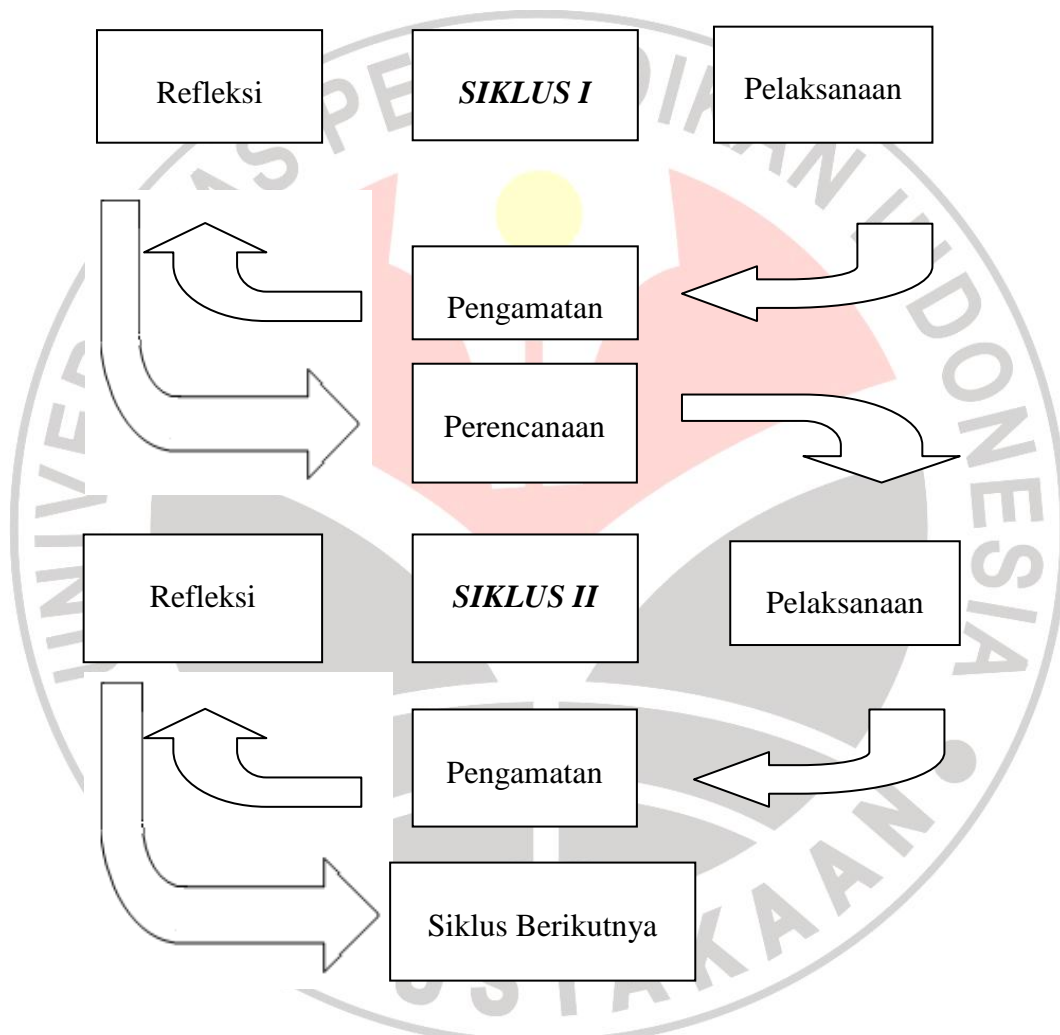 Refleksi
SIKLUS I
Pelaksanaan
Pengamatan
Perencanaan
Refleksi
SIKLUS II
Pelaksanaan
Pengamatan
Siklus Berikutnya